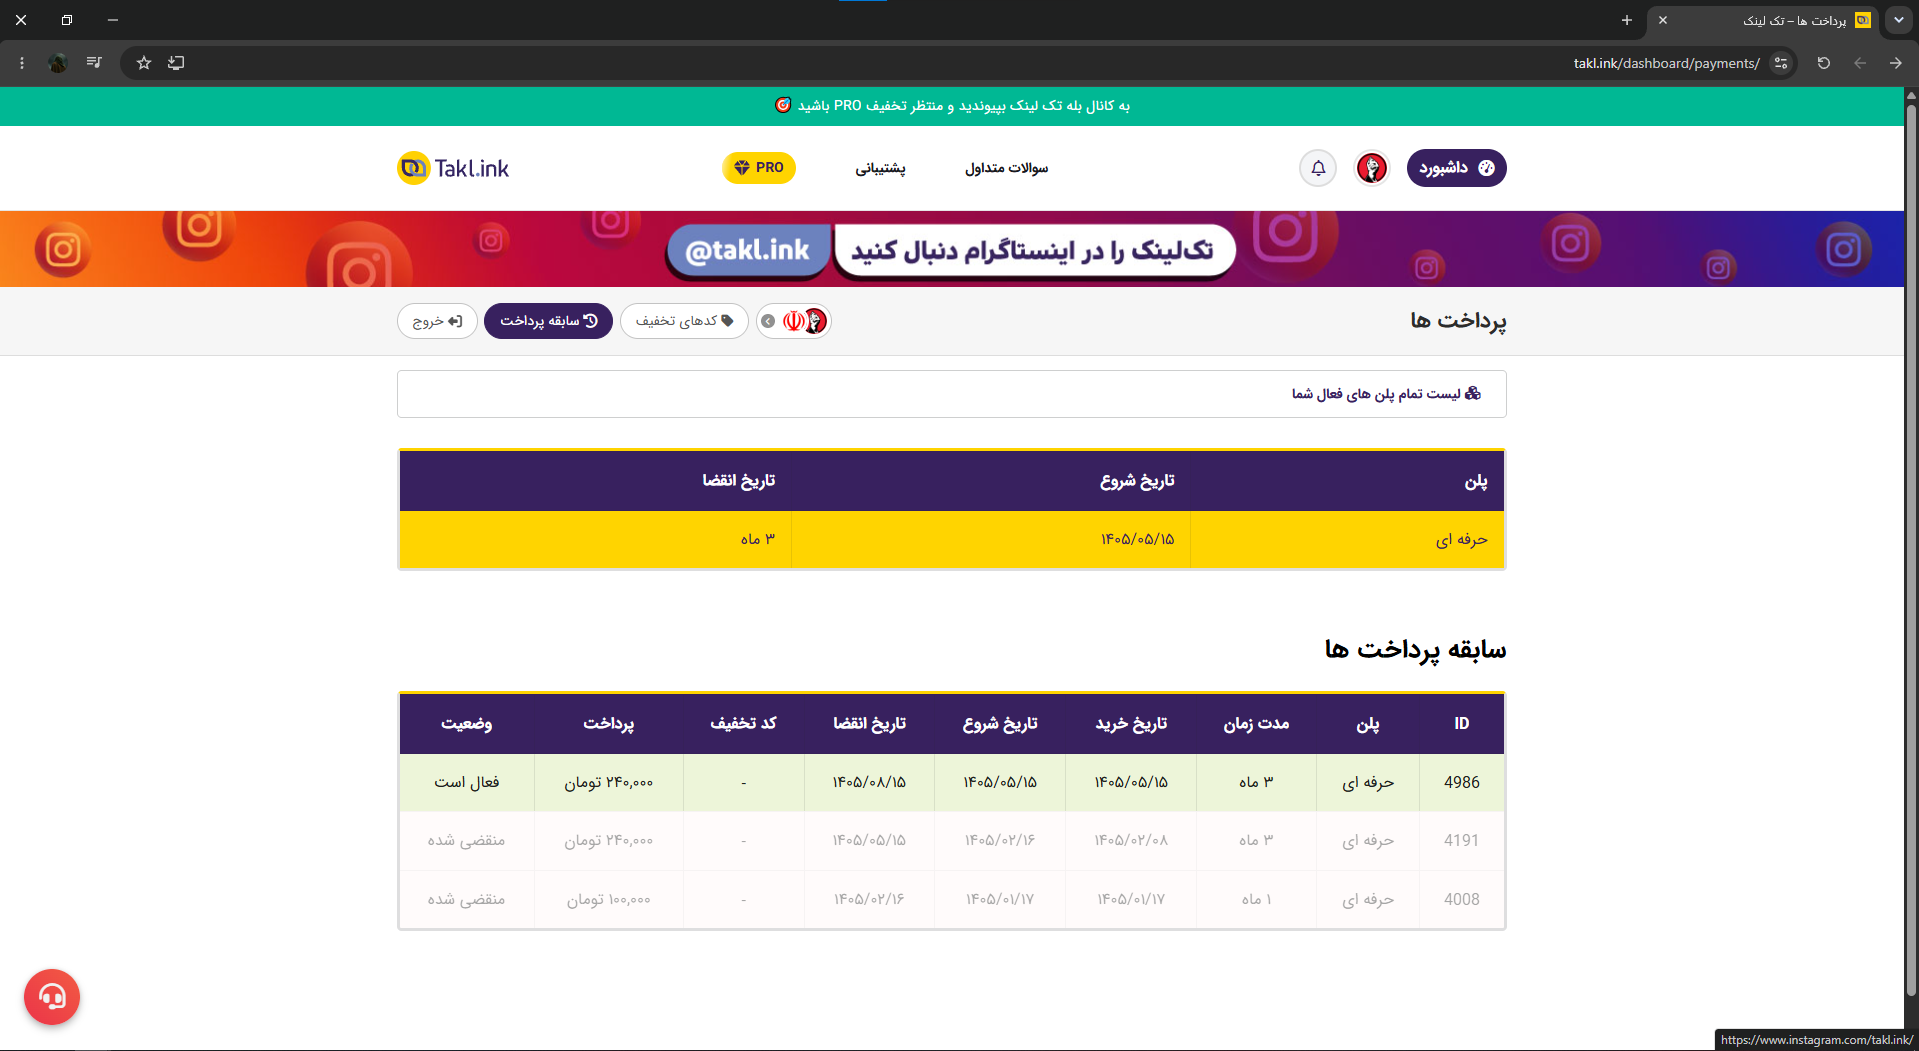 پرداخت ها – تک لینک
takl.ink/dashboard/payments/
به کانال بله تک لینک بپیوندید و منتظر تخفیف PRO باشید
داشبورد
سوالات متداول
پشتیبانی
PRO
Takl.ink
تک‌لینک را در اینستاگرام دنبال کنید
@takl.ink
پرداخت ها
کدهای تخفیف
سابقه پرداخت
خروج
لیست تمام پلن های فعال شما
پلن تاریخ شروع تاریخ انقضا
حرفه ای ۱۴۰۵/۰۵/۱۵ ۳ ماه
سابقه پرداخت ها
ID پلن مدت زمان تاریخ خرید تاریخ شروع تاریخ انقضا کد تخفیف پرداخت وضعیت
4986 حرفه ای ۳ ماه ۱۴۰۵/۰۵/۱۵ ۱۴۰۵/۰۵/۱۵ ۱۴۰۵/۰۸/۱۵ - ۲۴۰,۰۰۰ تومان فعال است
4191 حرفه ای ۳ ماه ۱۴۰۵/۰۲/۰۸ ۱۴۰۵/۰۲/۱۶ ۱۴۰۵/۰۵/۱۵ - ۲۴۰,۰۰۰ تومان منقضی شده
4008 حرفه ای ۱ ماه ۱۴۰۵/۰۱/۱۷ ۱۴۰۵/۰۱/۱۷ ۱۴۰۵/۰۲/۱۶ - ۱۰۰,۰۰۰ تومان منقضی شده
https://www.instagram.com/takl.ink/